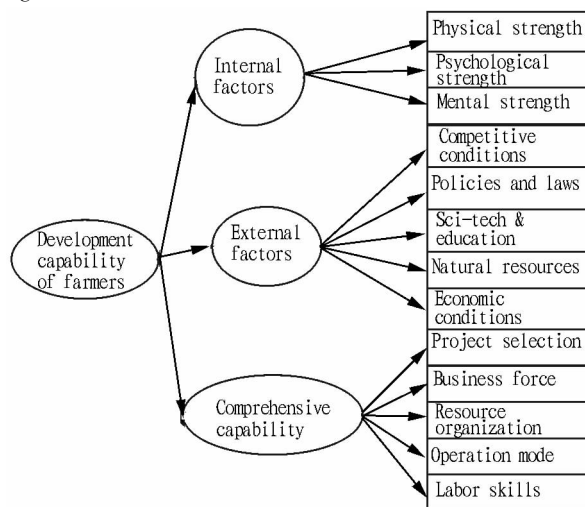 Physical strength
Psychological
strength
Mental strength
Competitive
conditions
Policies and laws
Sci-tech &
education
Natural resources
Economic
conditions
Project selection
Business force
Resource
organization
Operation mode
Labor skills
Internal
factors
External
factors
Comprehensive
capability
Development
capability
of farmers